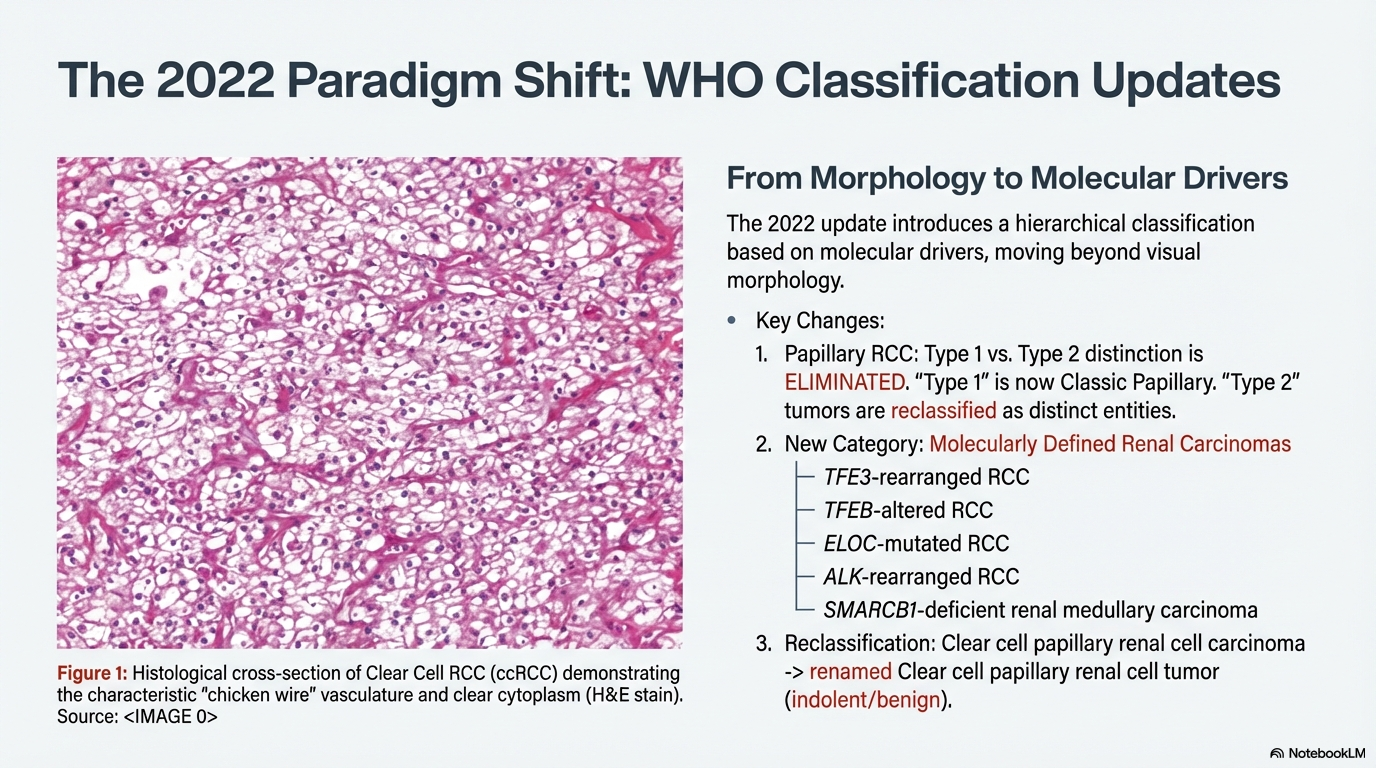 The 2022 Paradigm Shift: WHO Classification Updates
From Morphology to Molecular Drivers
The 2022 update introduces a hierarchical classification
based on molecular drivers, moving beyond visual
morphology.
• Key Changes:
1. Papillary RCC: Type 1 vs. Type 2 distinction is
ELIMINATED. “Type 1” is now Classic Papillary. “Type 2”
tumors are reclassified as distinct entities.
2. New Category: Molecularly Defined Renal Carcinomas
TFE3-rearranged RCC
TFEB-altered RCC
ELOC-mutated RCC
ALK-rearranged RCC
SMARCB1-deficient renal medullary carcinoma
3. Reclassification: Clear cell papillary renal cell carcinoma
-> renamed Clear cell papillary renal cell tumor
(indolent/benign).
Figure 1: Histological cross-section of Clear Cell RCC (ccRCC) demonstrating
the characteristic “chicken wire” vasculature and clear cytoplasm (H&E stain).
Source: <IMAGE 0>
NotebookLM